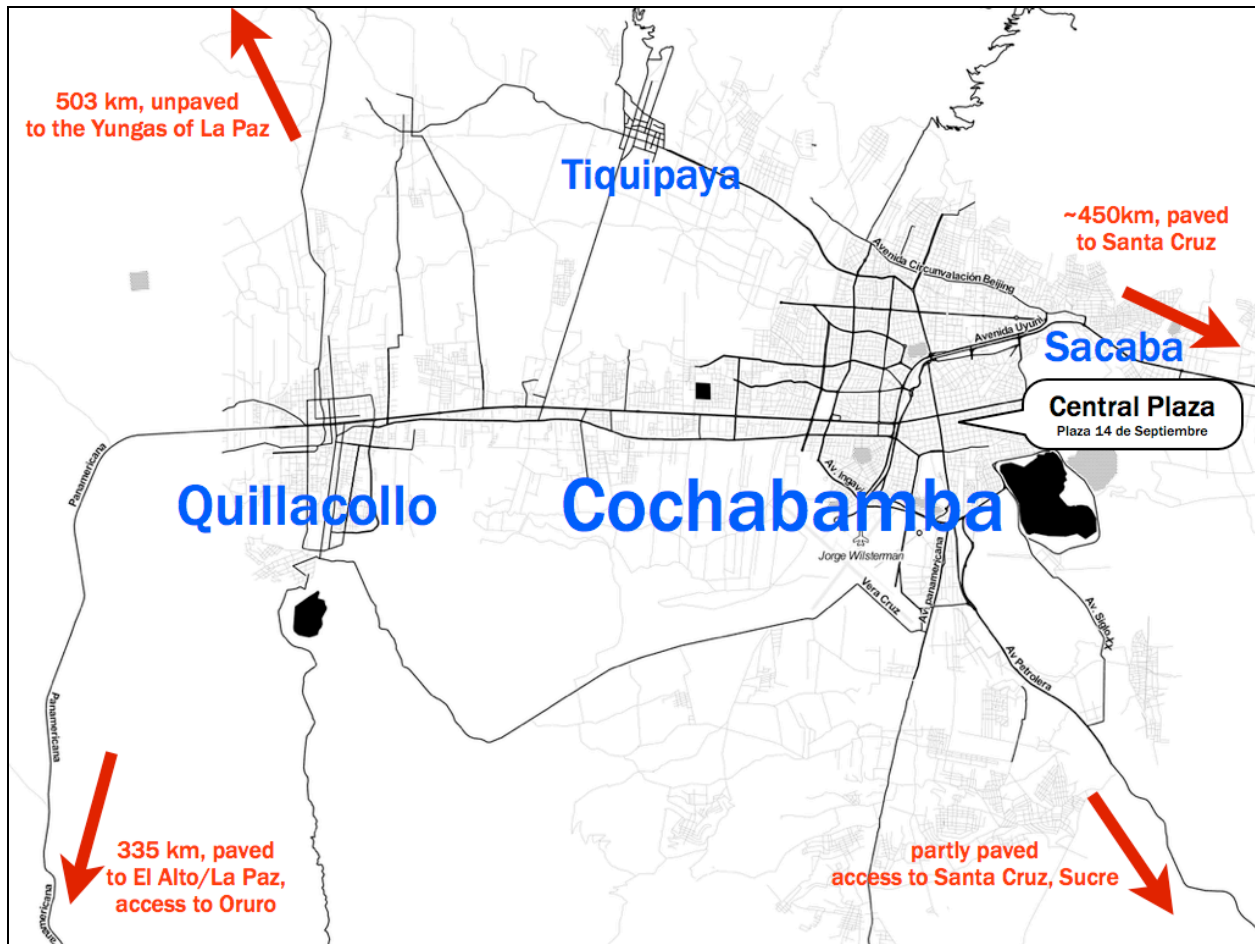 503 km, unpaved
to the Yungas of La Paz
Tiquipaya
~450km, paved
to Santa Cruz
Avenida Circunvalación Beijing
Avenida Uyuni
Sacaba
Central Plaza
Plaza 14 de Septiembre
Panamericana
Quillacollo
Cochabamba
Av. Ingavi
Jorge Wilsterman
Vera Cruz
Av. panamericana
Av. Siglo XX
Av Petrolera
Panamericana
335 km, paved
to El Alto/La Paz,
access to Oruro
partly paved
access to Santa Cruz, Sucre